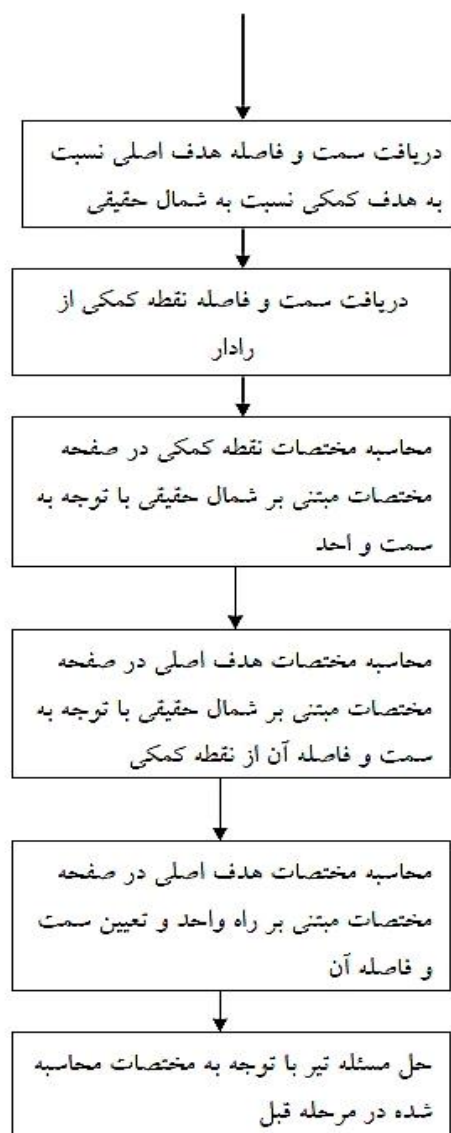 دریافت سمت و فاصله هدف اصلی نسبت
به هدف کمکی نسبت به شمال حقیقی
دریافت سمت و فاصله نقطه کمکی از
رادار
محاسبه مختصات نقطه کمکی در صفحه
مختصات مبتنی بر شمال حقیقی با توجه به
سمت و احد
محاسبه مختصات هدف اصلی در صفحه
مختصات مبتنی بر شمال حقیقی با توجه به
سمت و فاصله آن از نقطه کمکی
محاسبه مختصات هدف اصلی در صفحه
مختصات مبتنی بر راه واحد و تعیین سمت
و فاصله آن
حل مسئله تیر با توجه به مختصات محاسبه
شده در مرحله قبل